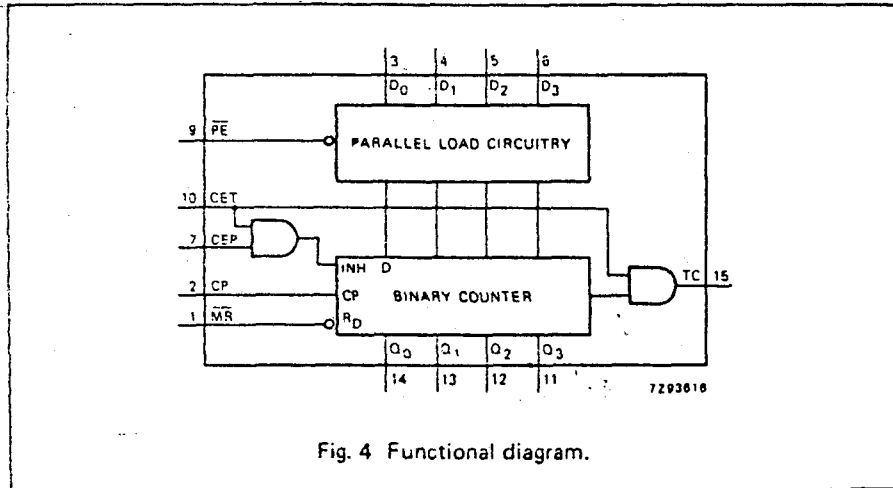 3 4 5 6
D0 D1 D2 D3
9 PE
PARALLEL LOAD CIRCUITRY
10 CET
7 CEP
INH D
TC 15
2 CP
CP BINARY COUNTER
1 MR
RD
Q0 Q1 Q2 Q3
14 13 12 11
7Z93616
Fig. 4 Functional diagram.